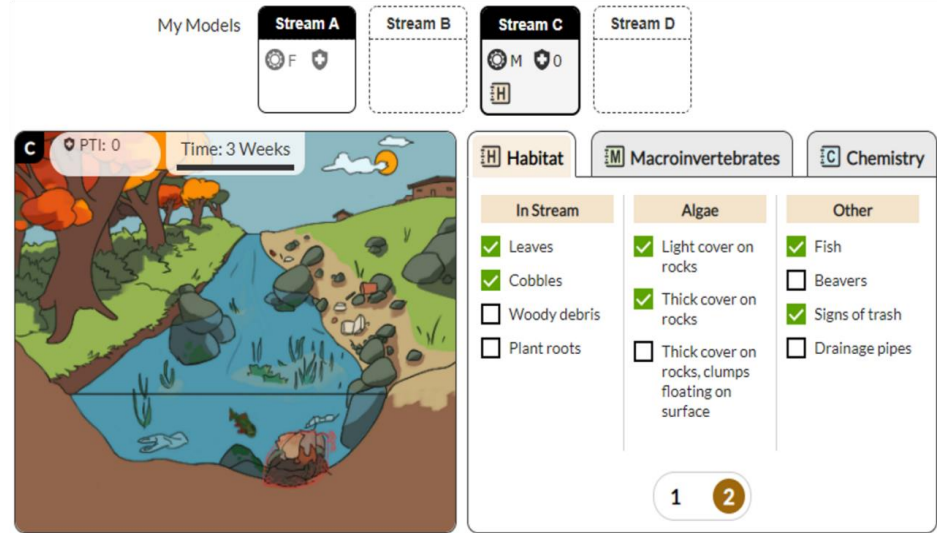 My Models
Stream A
Stream B
Stream C
Stream D
F
M 0
H
C
PTI: 0
Time: 3 Weeks
H Habitat
M Macroinvertebrates
C Chemistry
In Stream
Leaves
Cobbles
Woody debris
Plant roots
Algae
Light cover on
rocks
Thick cover on
rocks
Thick cover on
rocks, clumps
floating on
surface
Other
Fish
Beavers
Signs of trash
Drainage pipes
1 2